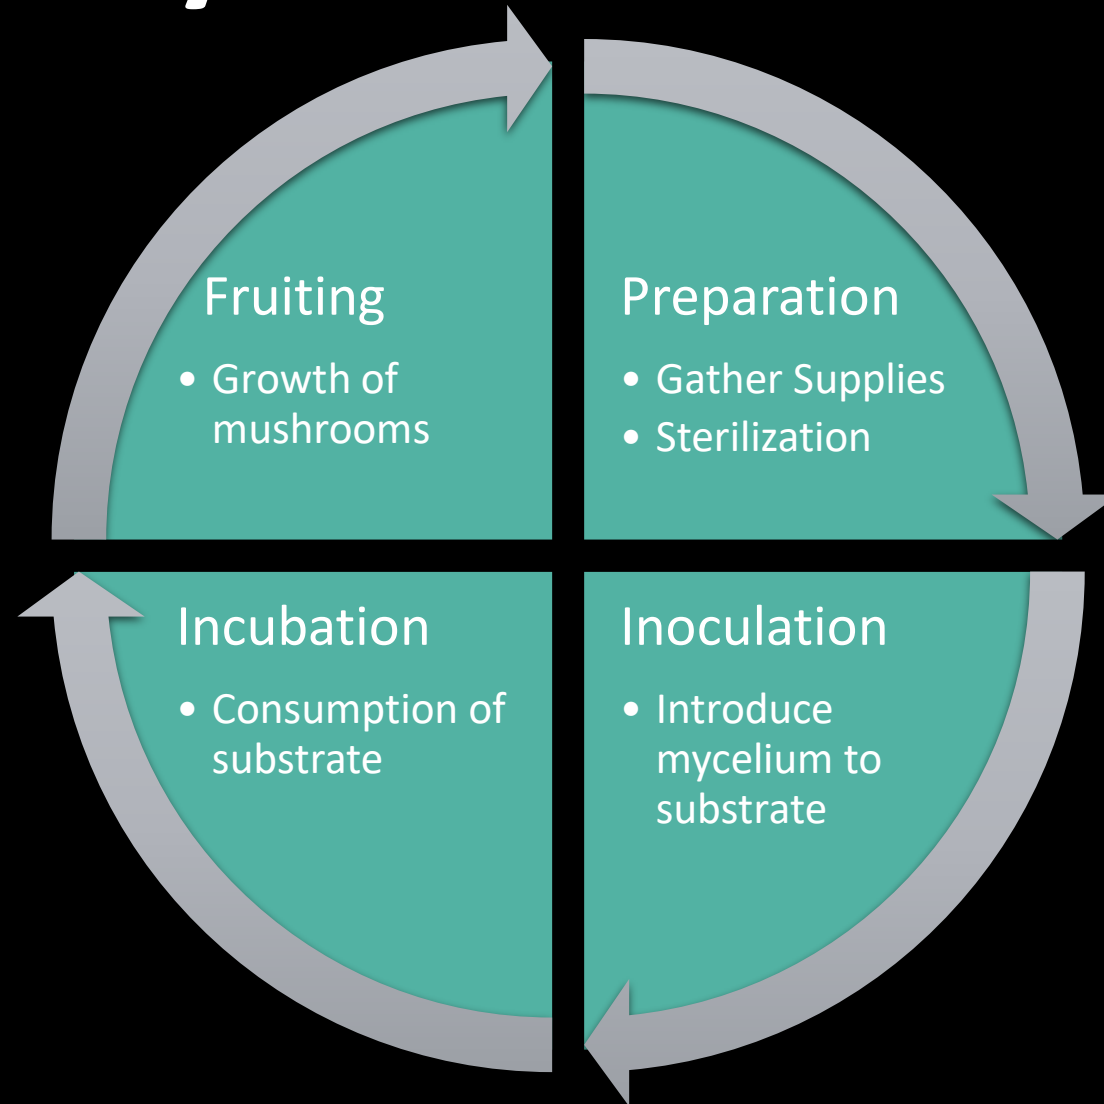 Fruiting
• Growth of
mushrooms
Preparation
• Gather Supplies
• Sterilization
Incubation
• Consumption of
substrate
Inoculation
• Introduce
mycelium to
substrate